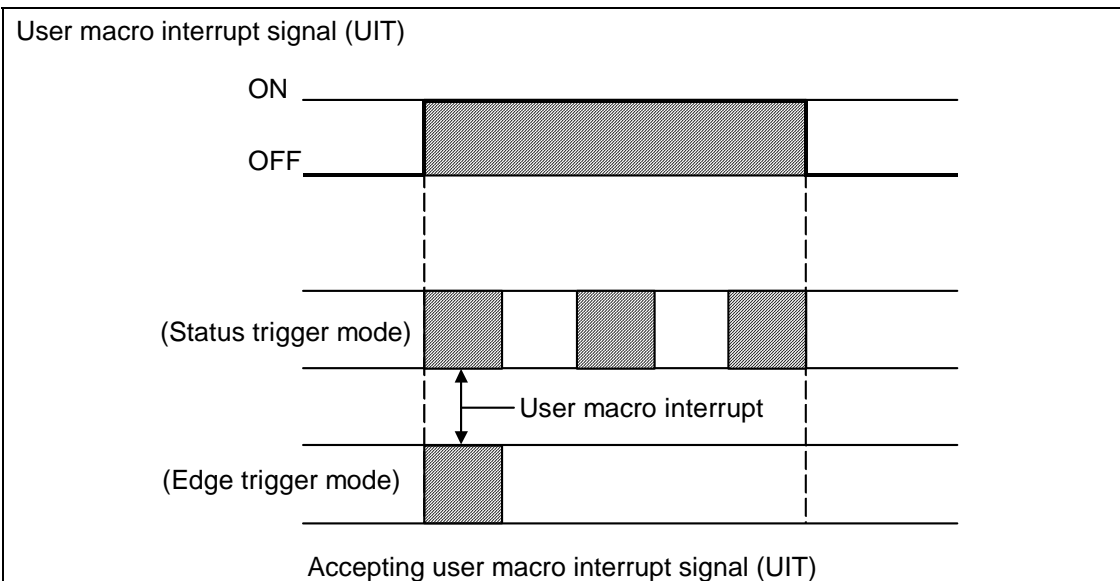 User macro interrupt signal (UIT)
ON
OFF
(Status trigger mode)
User macro interrupt
(Edge trigger mode)
Accepting user macro interrupt signal (UIT)